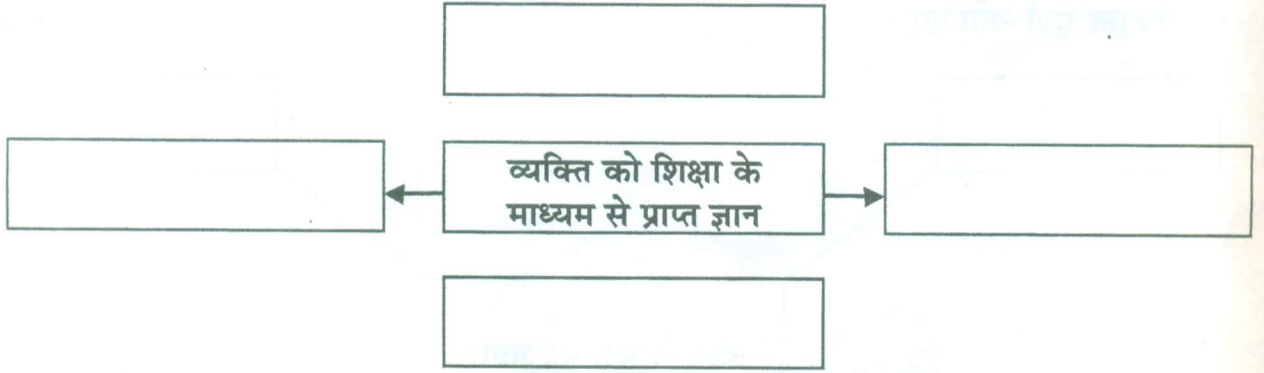 व्यक्ति को शिक्षा के
माध्यम से प्राप्त ज्ञान